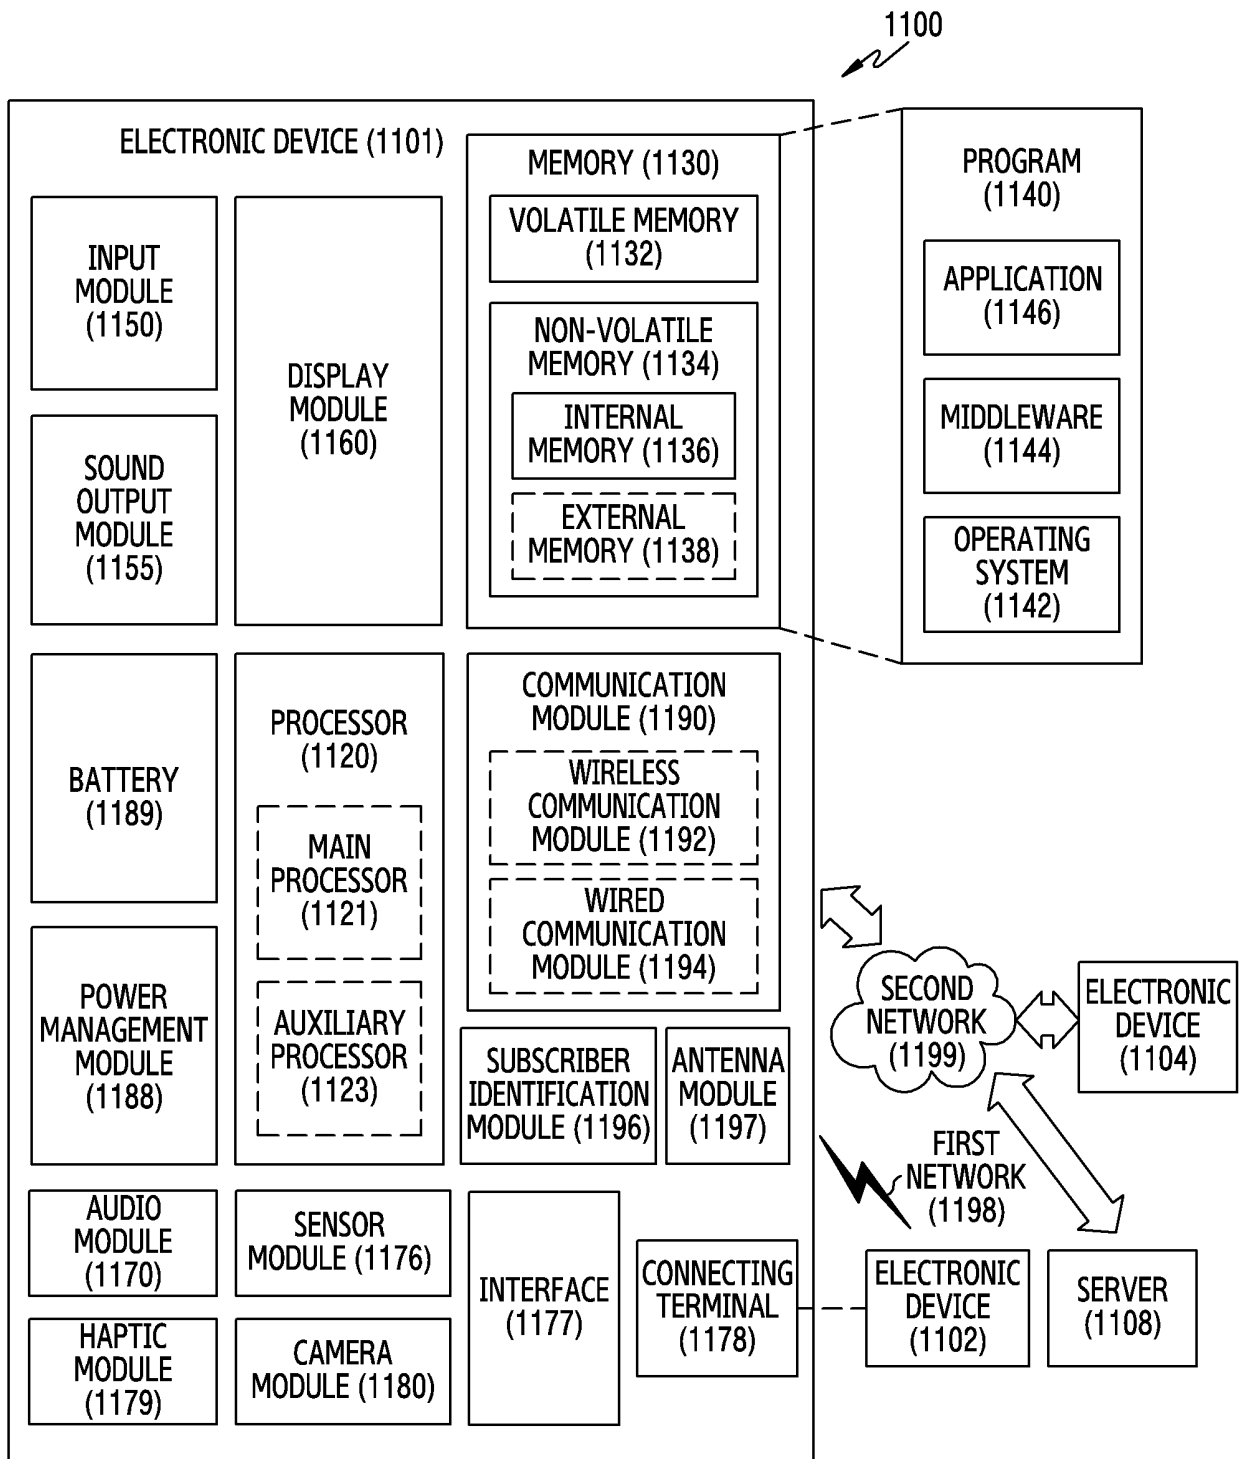 1100
ELECTRONIC DEVICE (1101)
INPUT
MODULE
(1150)
SOUND
OUTPUT
MODULE
(1155)
DISPLAY
MODULE
(1160)
MEMORY (1130)
VOLATILE MEMORY
(1132)
NON-VOLATILE
MEMORY (1134)
INTERNAL
MEMORY (1136)
EXTERNAL
MEMORY (1138)
PROGRAM
(1140)
APPLICATION
(1146)
MIDDLEWARE
(1144)
OPERATING
SYSTEM
(1142)
BATTERY
(1189)
POWER
MANAGEMENT
MODULE
(1188)
PROCESSOR
(1120)
MAIN
PROCESSOR
(1121)
AUXILIARY
PROCESSOR
(1123)
COMMUNICATION
MODULE (1190)
WIRELESS
COMMUNICATION
MODULE (1192)
WIRED
COMMUNICATION
MODULE (1194)
SUBSCRIBER
IDENTIFICATION
MODULE (1196)
ANTENNA
MODULE
(1197)
SECOND
NETWORK
(1199)
ELECTRONIC
DEVICE
(1104)
FIRST
NETWORK
(1198)
AUDIO
MODULE
(1170)
SENSOR
MODULE (1176)
HAPTIC
MODULE
(1179)
CAMERA
MODULE (1180)
INTERFACE
(1177)
CONNECTING
TERMINAL
(1178)
ELECTRONIC
DEVICE
(1102)
SERVER
(1108)